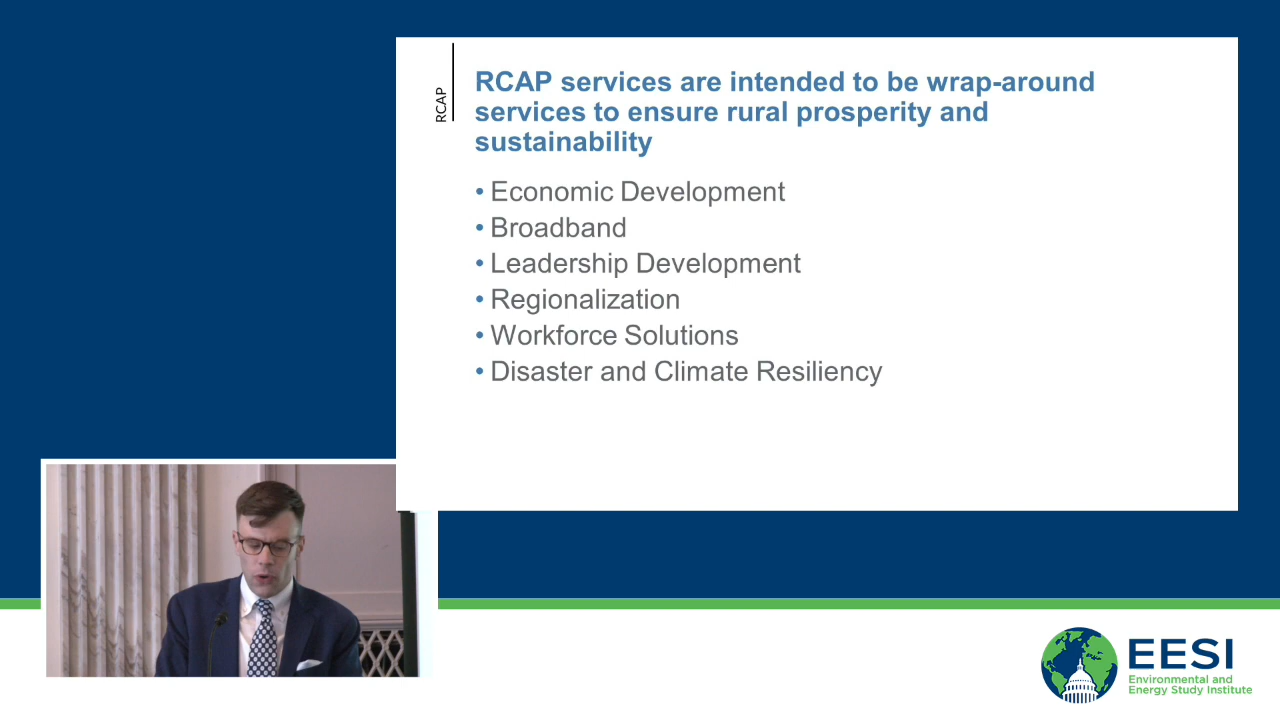 RCAP
RCAP services are intended to be wrap-around
services to ensure rural prosperity and
sustainability
• Economic Development
• Broadband
• Leadership Development
• Regionalization
• Workforce Solutions
• Disaster and Climate Resiliency
EESI
Environmental and
Energy Study Institute